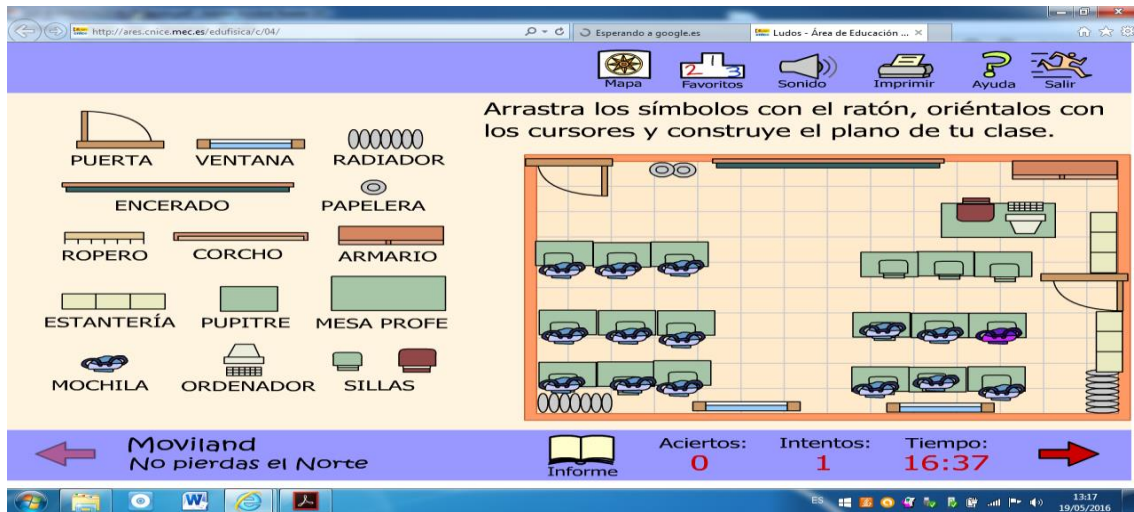 http://ares.cnice.mec.es/edufisica/c/04/
Esperando a google.es
Ludos - Área de Educación ...
Mapa
2 3
Favoritos
Sonido
Imprimir
Ayuda
Salir
Arrastra los símbolos con el ratón, oriéntalos con
los cursores y construye el plano de tu clase.
PUERTA VENTANA RADIADOR
ENCERADO PAPELERA
ROPERO CORCHO ARMARIO
ESTANTERÍA PUPITRE MESA PROFE
MOCHILA ORDENADOR SILLAS
Moviland
No pierdas el Norte
Informe
Aciertos: Intentos: Tiempo:
0 1 16:37
ES
13:17
19/05/2016